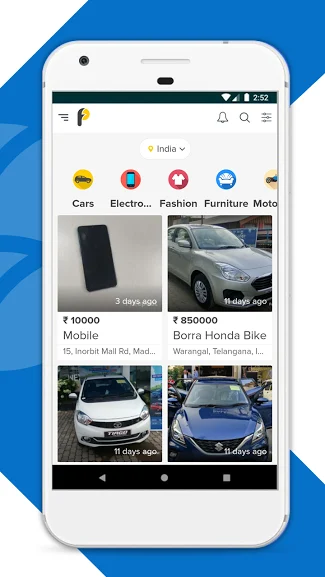 2:52
India
Cars
Electro...
Fashion
Furniture
Moto
3 days ago
11 days ago
₹ 10000
₹ 850000
Mobile
Borra Honda Bike
15, Inorbit Mall Rd, Mad...
Warangal, Telangana, I...
TIAGO
11 days ago
11 days ago